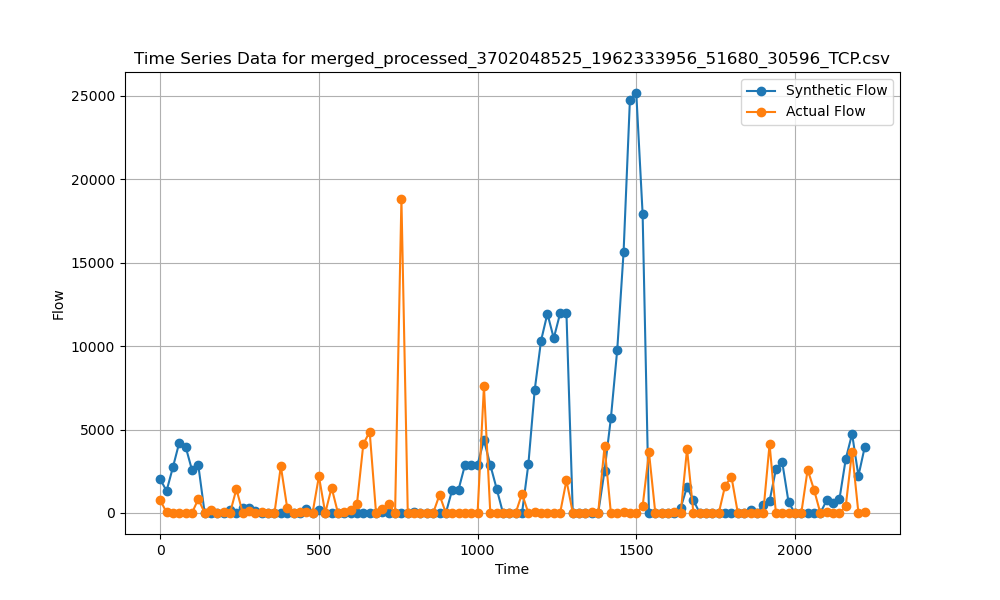 Time Series Data for merged_processed_3702048525_1962333956_51680_30596_TCP.csv
Synthetic Flow
Actual Flow
25000
20000
15000
10000
5000
0
Flow
0 500 1000 1500 2000
Time